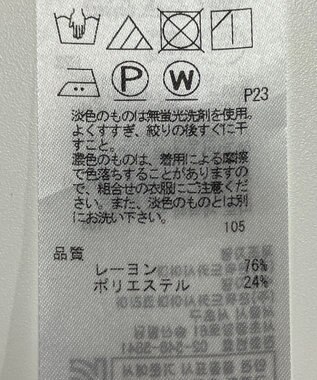 P
W
P23
淡色のものは無蛍光洗剤を使用。
よくすすぎ、絞りの後すぐに干
すこと。
濃色のものは、着用による摩擦
で色落ちすることがありますの
で、組合せの衣服にご注意くだ
さい。また、淡色のものとは別
にお洗い下さい。
105
品質
レーヨン 76%
ポリエステル 24%